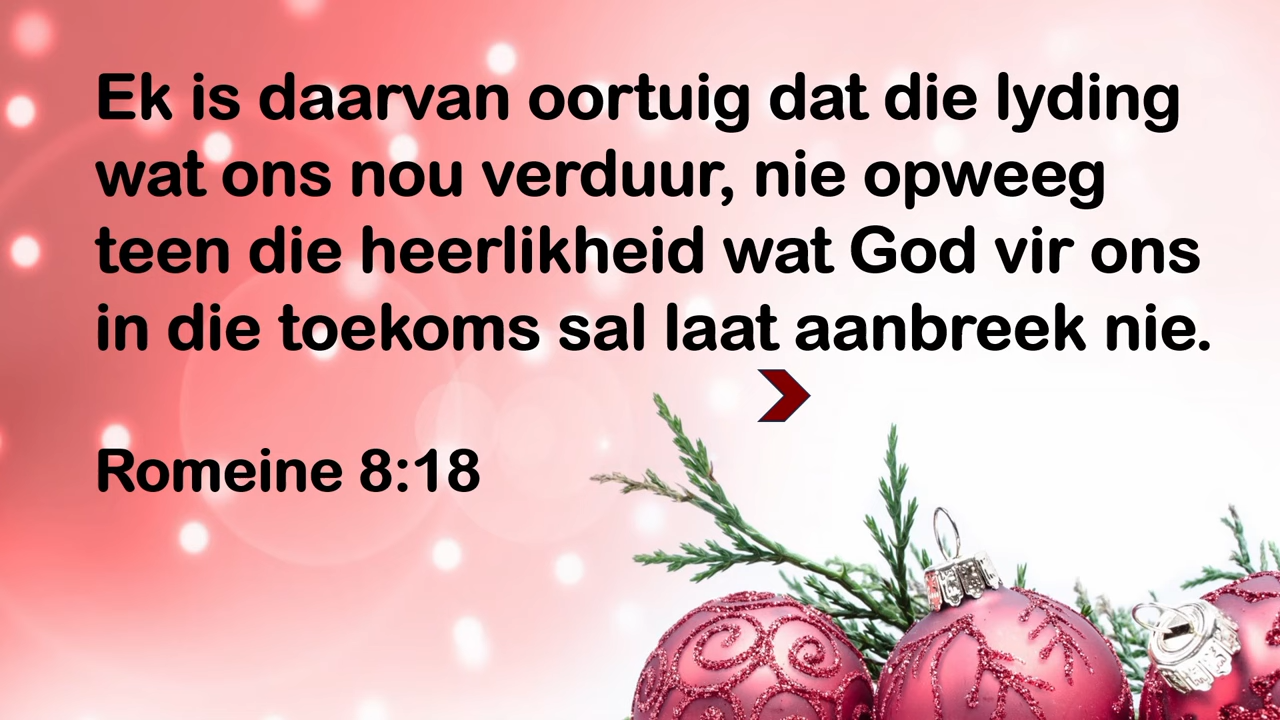 Ek is daarvan oortuig dat die lyding
wat ons nou verduur, nie opweeg
teen die heerlikheid wat God vir ons
in die toekoms sal laat aanbreek nie.
Romeine 8:18